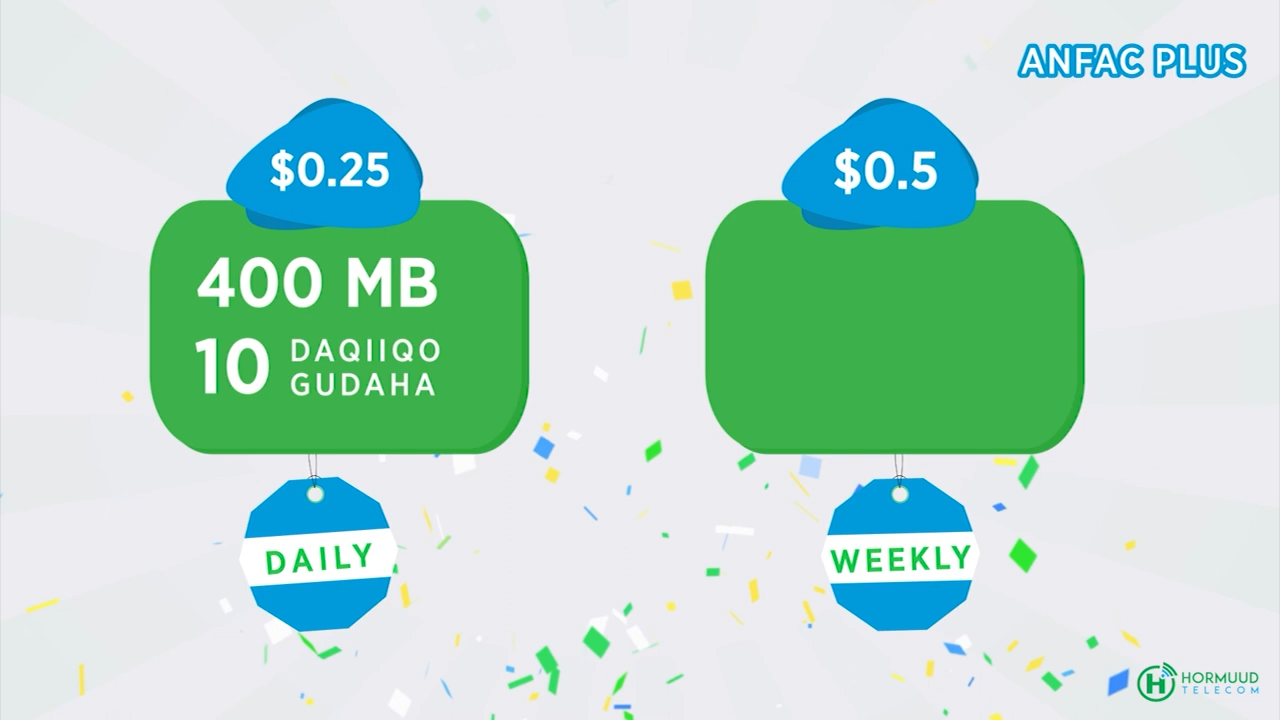 ANFAC PLUS
$0.25
400 MB
10 DAQIIQO
GUDAHA
DAILY
$0.5
WEEKLY
HORMUUD
TELECOM